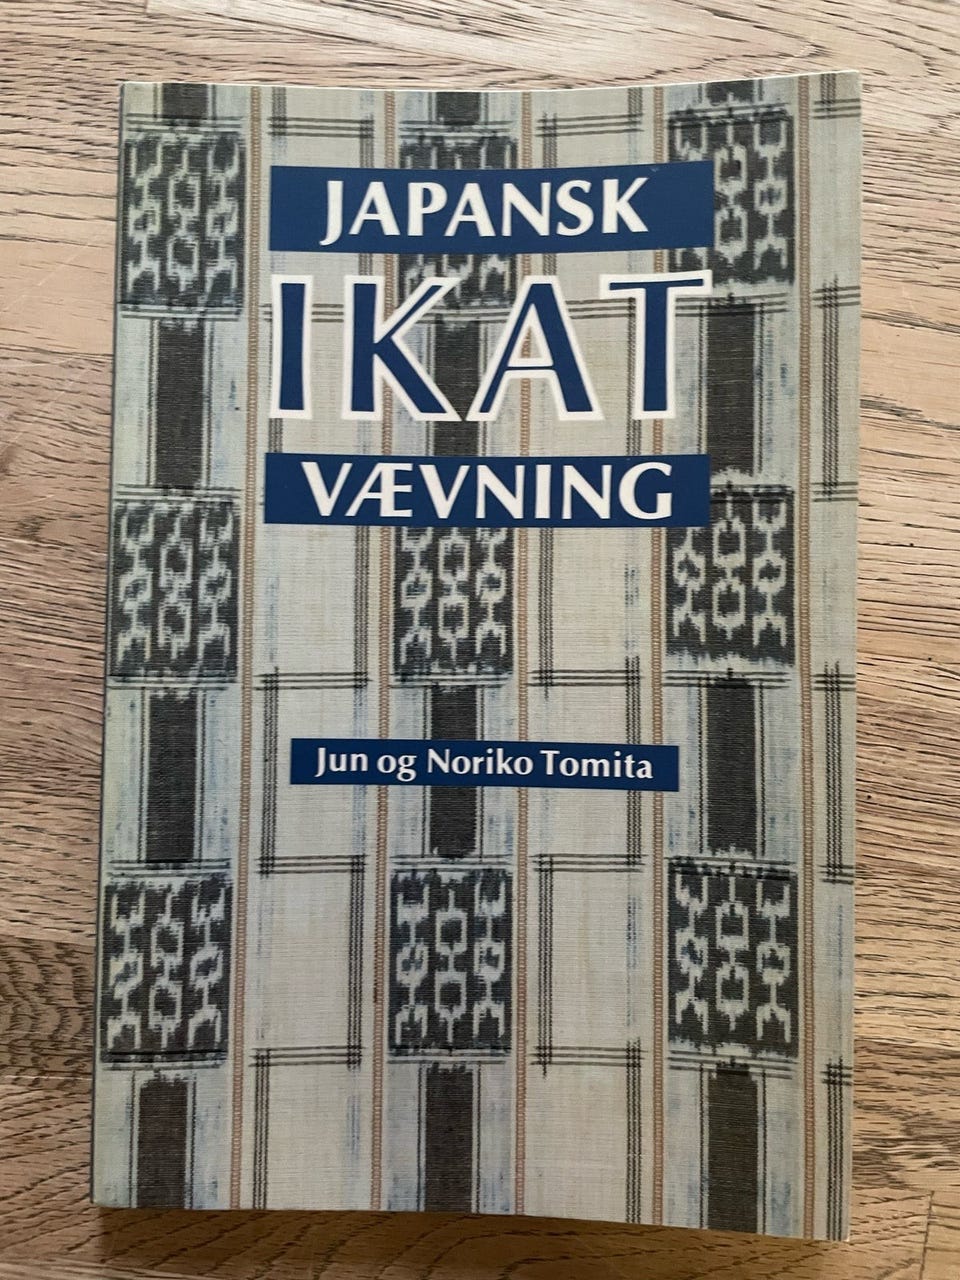 JAPANSK
IKAT
VÆVNING
Jun og Noriko Tomita